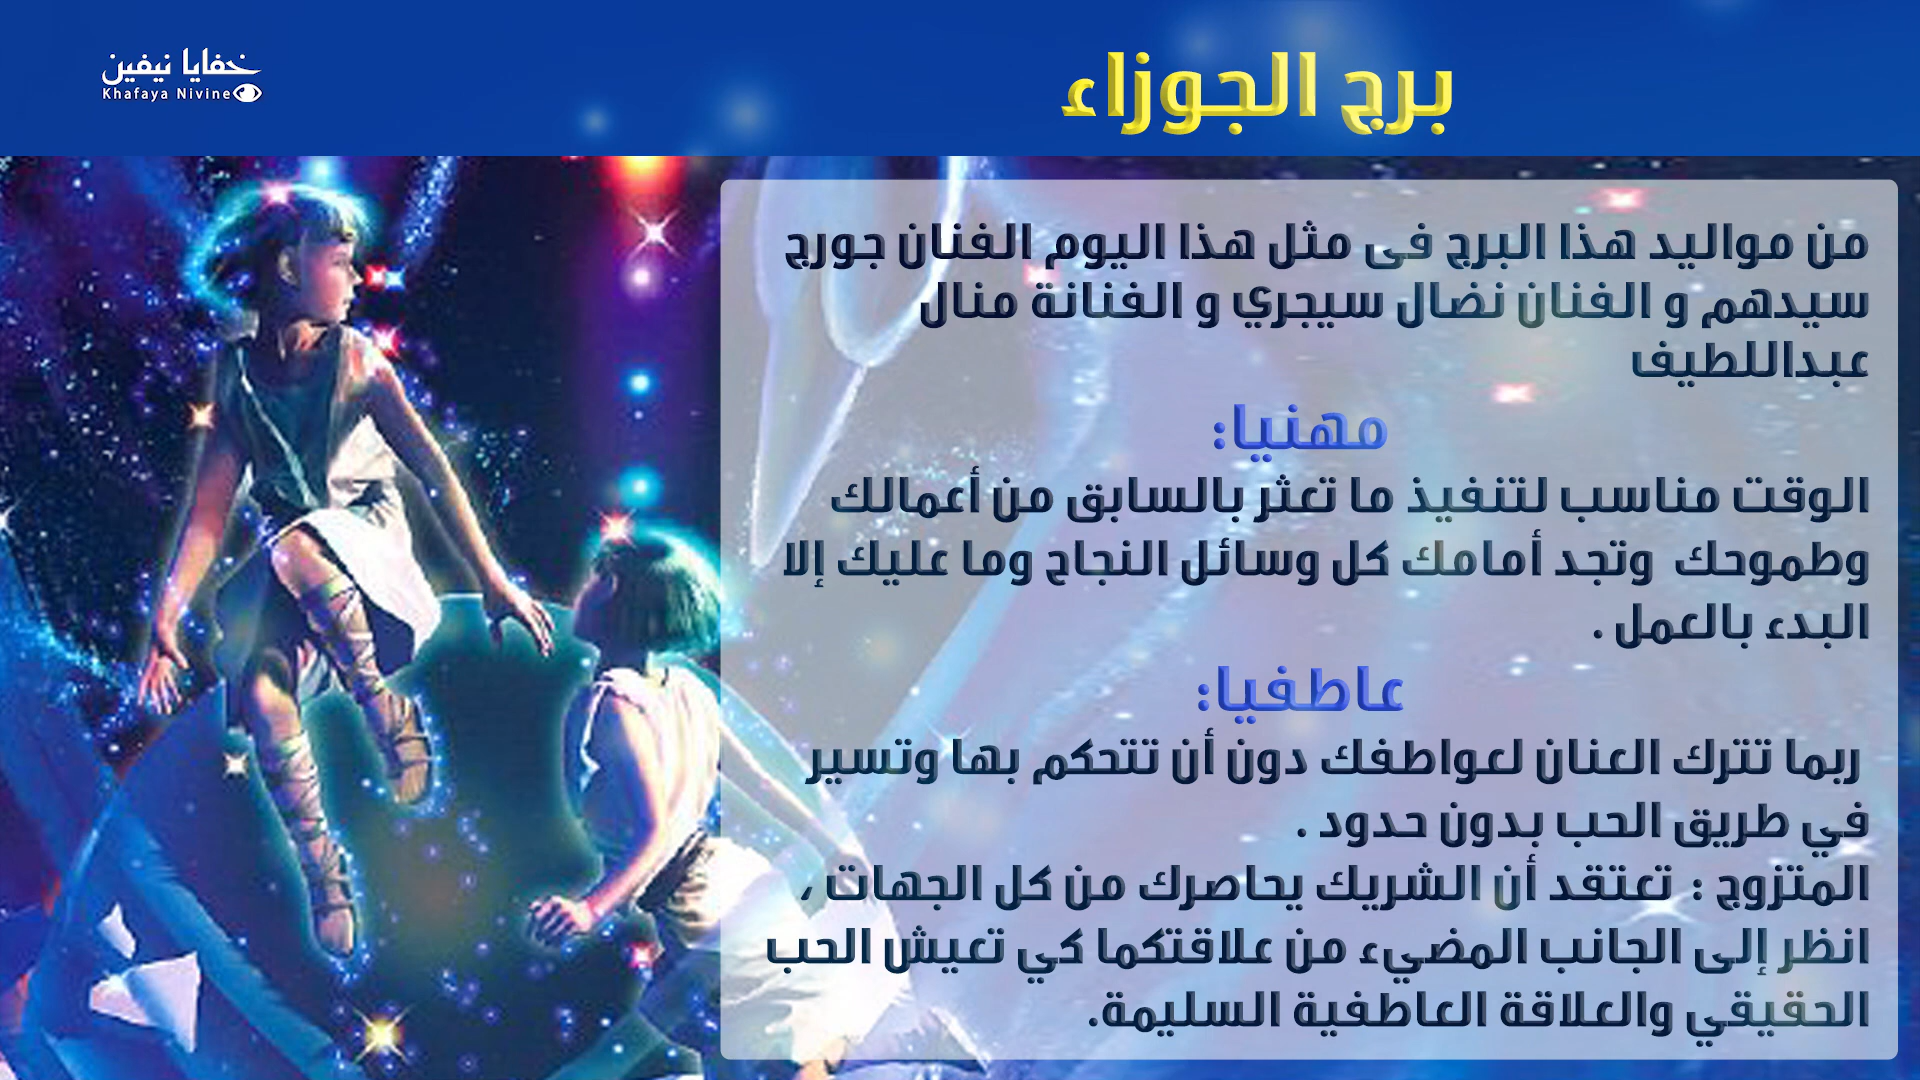 خفايا نيفين
Khafaya Nivine
برج الجوزاء
من مواليد هذا البرج فى مثل هذا اليوم الفنان جورج
سيدهم و الفنان نضال سيجري و الفنانة منال
عبداللطيف
مهنيا:
الوقت مناسب لتنفيذ ما تعثر بالسابق من أعمالك
وطموحك وتجد أمامك كل وسائل النجاح وما عليك إلا
البدء بالعمل .
عاطفيا:
ربما تترك العنان لعواطفك دون أن تتحكم بها وتسير
في طريق الحب بدون حدود .
المتزوج : تعتقد أن الشريك يحاصرك من كل الجهات ،
انظر إلى الجانب المضيء من علاقتكما كي تعيش الحب
الحقيقي والعلاقة العاطفية السليمة.